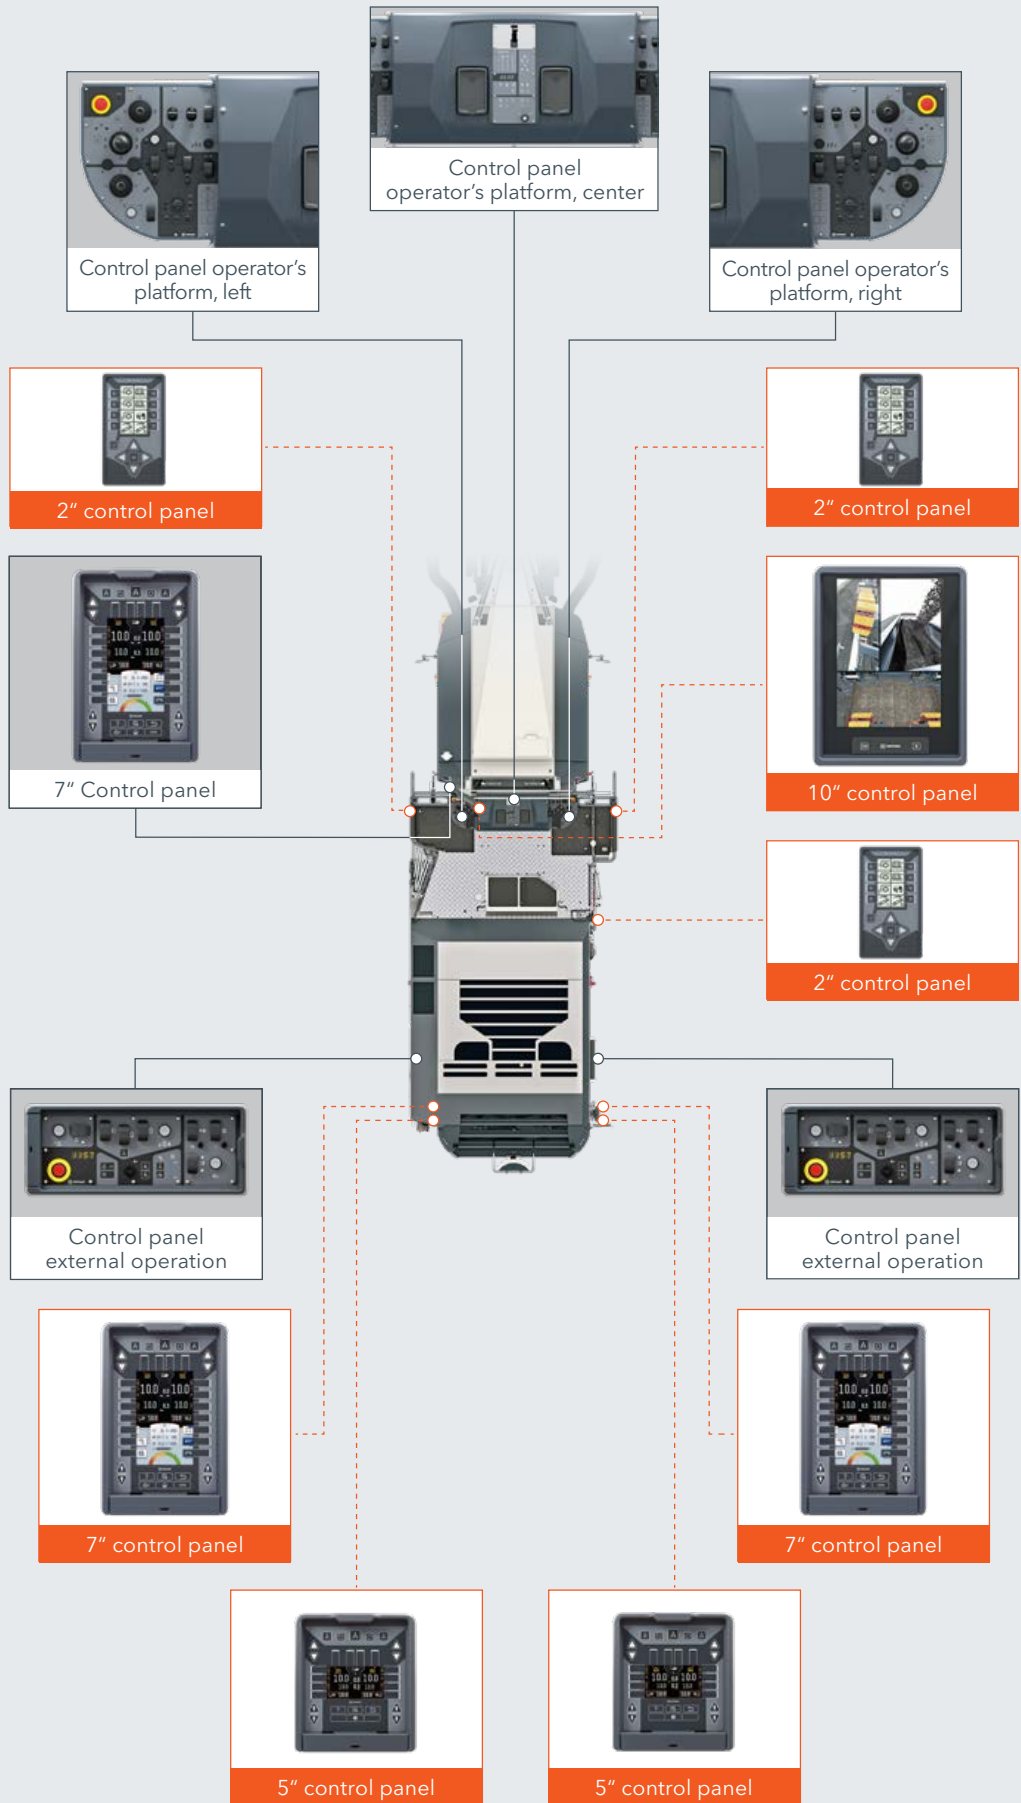 Control panel
operator's platform, center
Control panel operator's
platform, left
Control panel operator's
platform, right
2“ control panel
2“ control panel
7“ Control panel
10“ control panel
2“ control panel
Control panel
external operation
Control panel
external operation
7“ control panel
7“ control panel
5“ control panel
5“ control panel